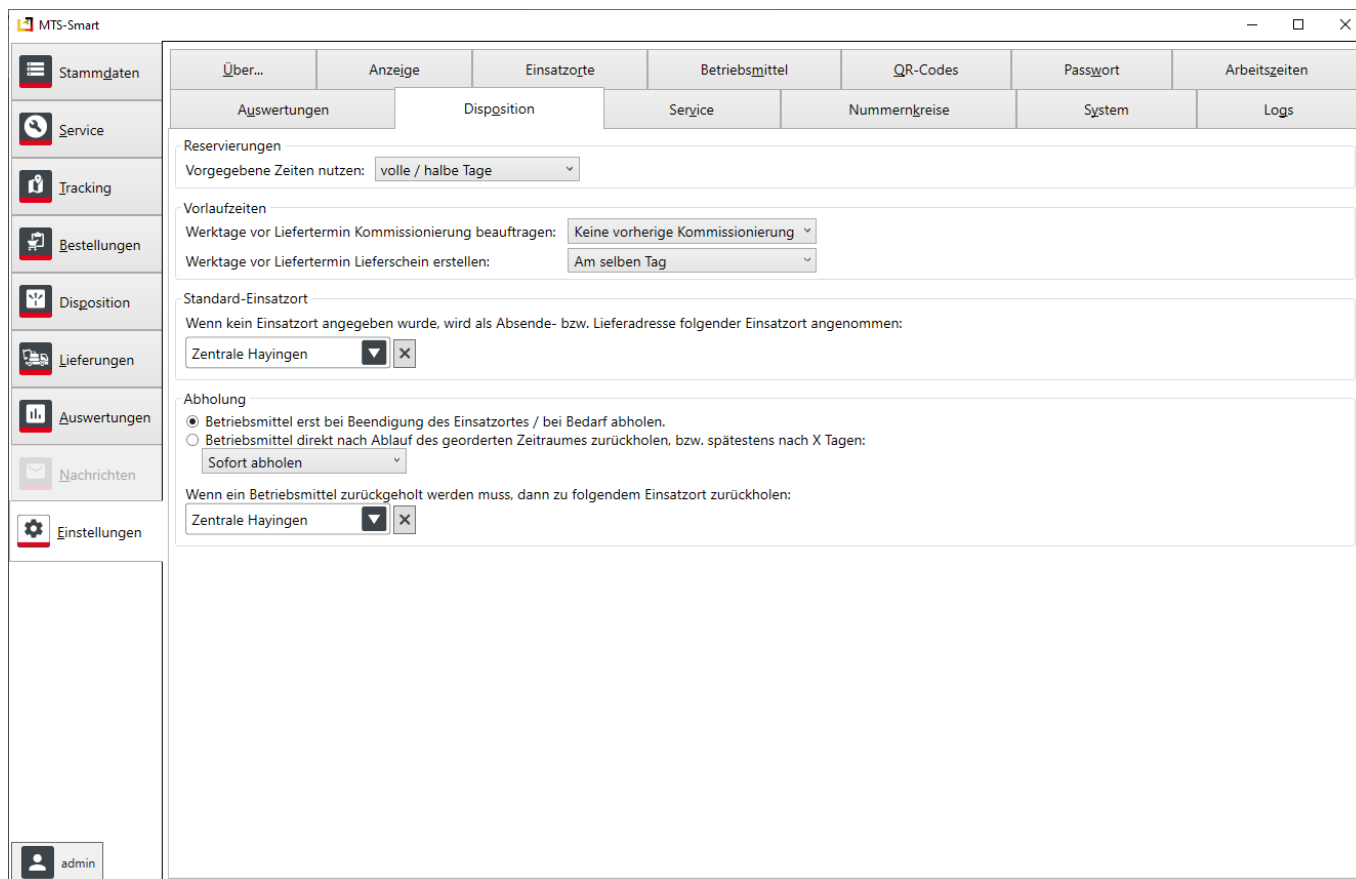 MTS-Smart
Stammdaten
Service
Tracking
Bestellungen
Disposition
Lieferungen
Auswertungen
Nachrichten
Einstellungen
admin
Über... Anzeige Einsatzorte Betriebsmittel QR-Codes Passwort Arbeitszeiten
Auswertungen Disposition Service Nummernkreise System Logs
Reservierungen
Vorgegebene Zeiten nutzen: volle / halbe Tage
Vorlaufzeiten
Werktage vor Liefertermin Kommissionierung beauftragen: Keine vorherige Kommissionierung
Werktage vor Liefertermin Lieferschein erstellen: Am selben Tag
Standard-Einsatzort
Wenn kein Einsatzort angegeben wurde, wird als Absende- bzw. Lieferadresse folgender Einsatzort angenommen:
Zentrale Hayingen
Abholung
Betriebsmittel erst bei Beendigung des Einsatzortes / bei Bedarf abholen.
Betriebsmittel direkt nach Ablauf des georderten Zeitraumes zurückholen, bzw. spätestens nach X Tagen:
Sofort abholen
Wenn ein Betriebsmittel zurückgeholt werden muss, dann zu folgendem Einsatzort zurückholen:
Zentrale Hayingen